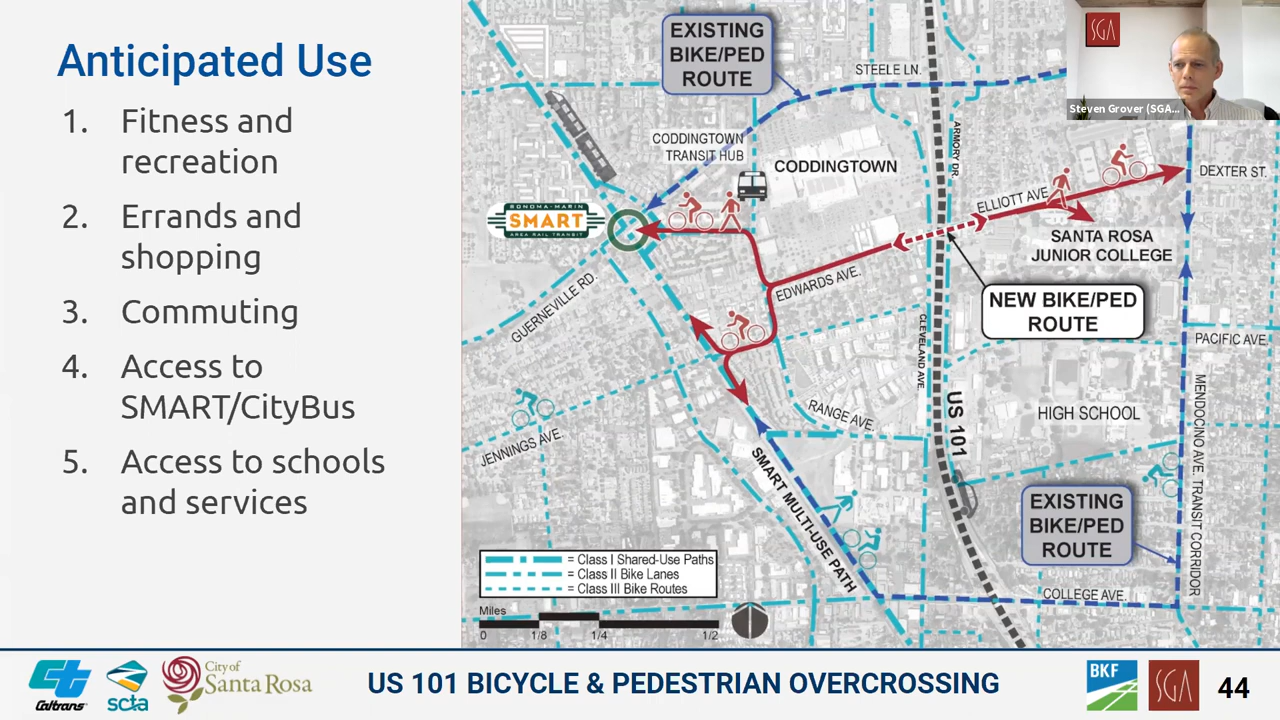 Anticipated Use
1. Fitness and
recreation
2. Errands and
shopping
3. Commuting
4. Access to
SMART/CityBus
5. Access to schools
and services
EXISTING
BIKE/PED
ROUTE
STEELE LN.
SGA
Steven Grover (SGA...
CODDINGTOWN
TRANSIT HUB
CODDINGTOWN
ARMORY DR.
DEXTER ST.
ELLIOTT AVE
SONOMA-MARIN
SMART
AREA RAIL TRANSIT
SANTA ROSA
JUNIOR COLLEGE
GUERNEVILLE RD.
EDWARDS AVE.
NEW BIKE/PED
ROUTE
CLEVELAND AVE.
PACIFIC AVE.
RANGE AVE.
US 101
HIGH SCHOOL
MENDOCINO AVE. TRANSIT CORRIDOR
JENNINGS AVE.
SMART MULTI-USE PATH
EXISTING
BIKE/PED
ROUTE
= Class I Shared-Use Paths
= Class II Bike Lanes
= Class III Bike Routes
COLLEGE AVE.
Miles
0 1/8 1/4 1/2
Caltrans
scta
City of
Santa Rosa
US 101 BICYCLE & PEDESTRIAN OVERCROSSING
BKF
SGA
44